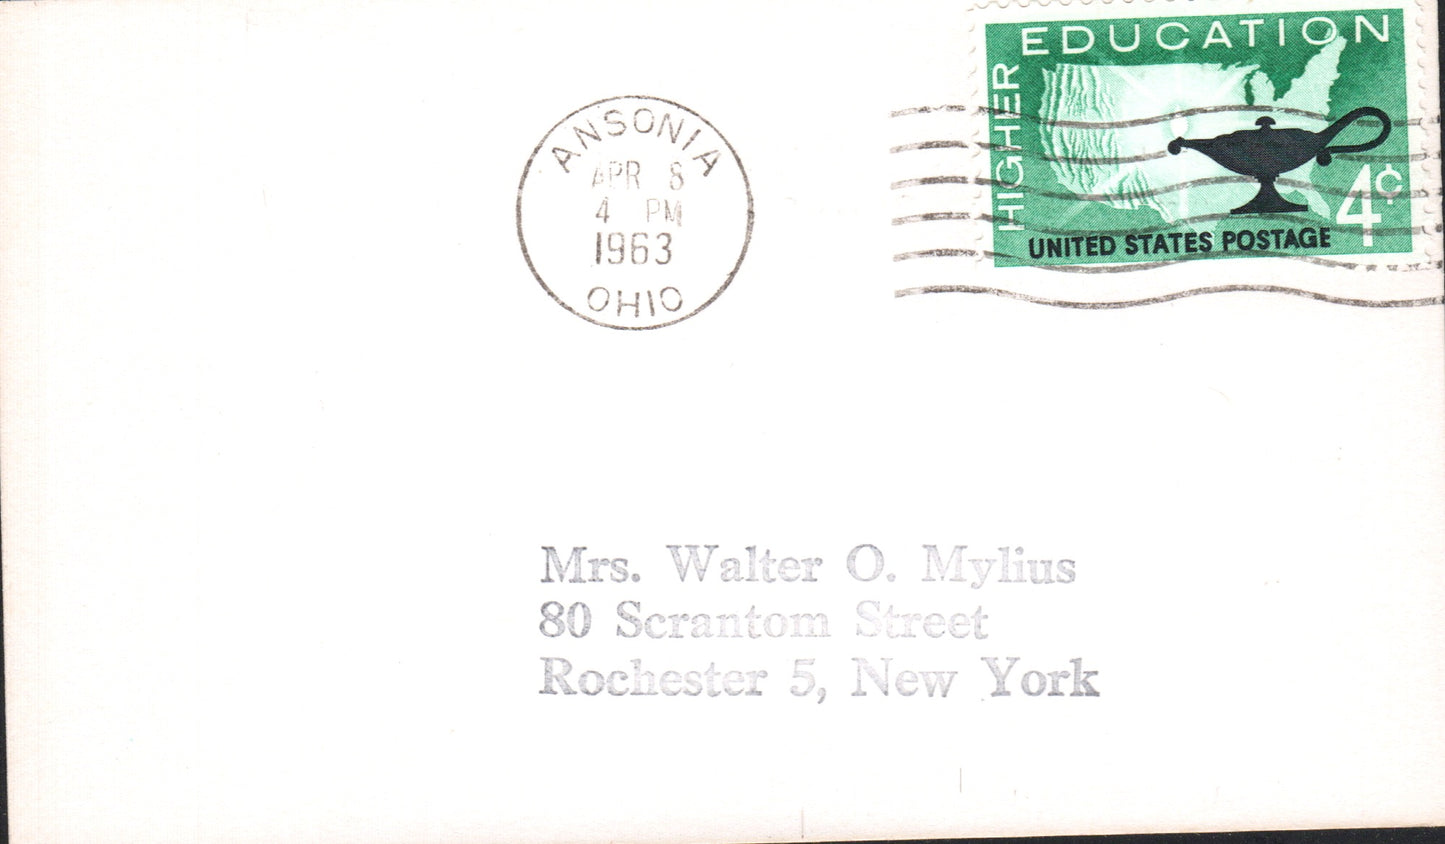 HIGHER EDUCATION
4¢
UNITED STATES POSTAGE
ANSONIA
APR 8
4 PM
1963
OHIO
Mrs. Walter O. Mylius
80 Scrantom Street
Rochester 5, New York